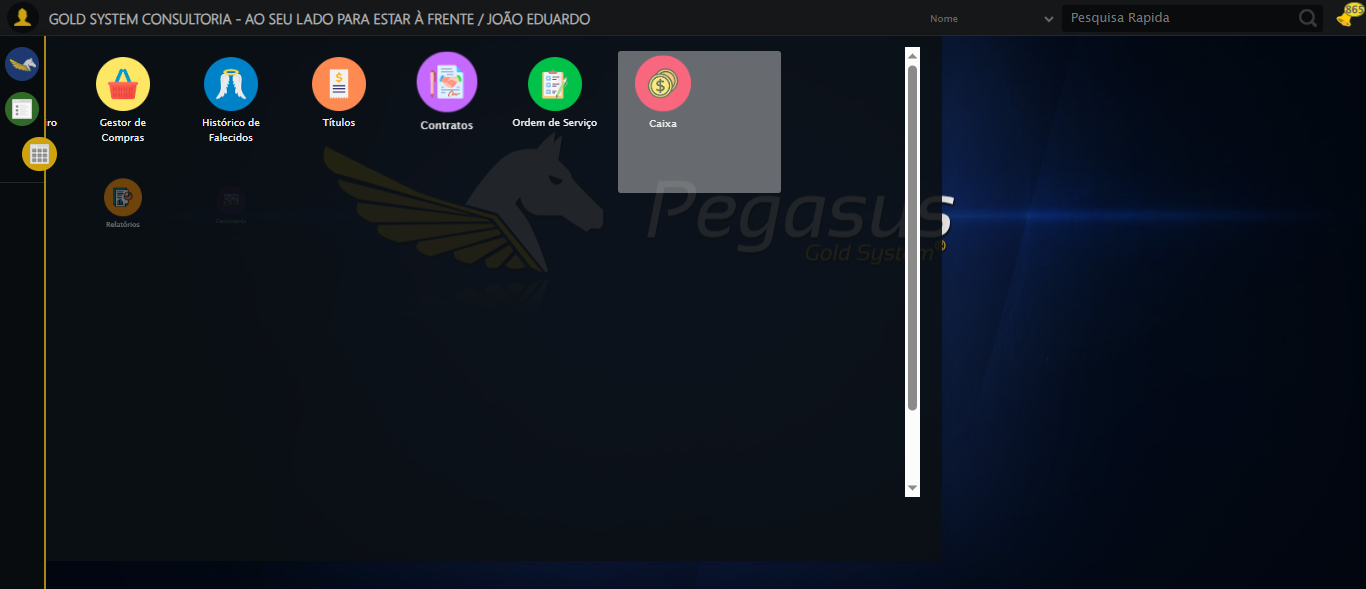 GOLD SYSTEM CONSULTORIA - AO SEU LADO PARA ESTAR À FRENTE / JOÃO EDUARDO
Nome
Pesquisa Rapida
865
ro
Gestor de
Compras
Histórico de
Falecidos
Títulos
Contratos
Ordem de Serviço
Caixa
Relatórios
Pegasus
Gold System®